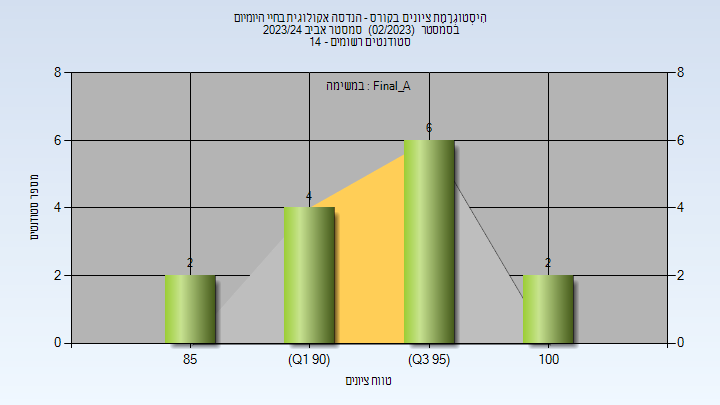 היסטוגרמת ציונים בקורס - הנדסה אקולוגית בחיי היומיום
בסמסטר (02/2023) סמסטר אביב 2023/24
סטודנטים רשומים - 14
במשימה : Final_A
8 8
6 6
4 4
2 2
0 0
2 4 6 2
85 (Q1 90) (Q3 95) 100
מספר סטודנטים
טווח ציונים